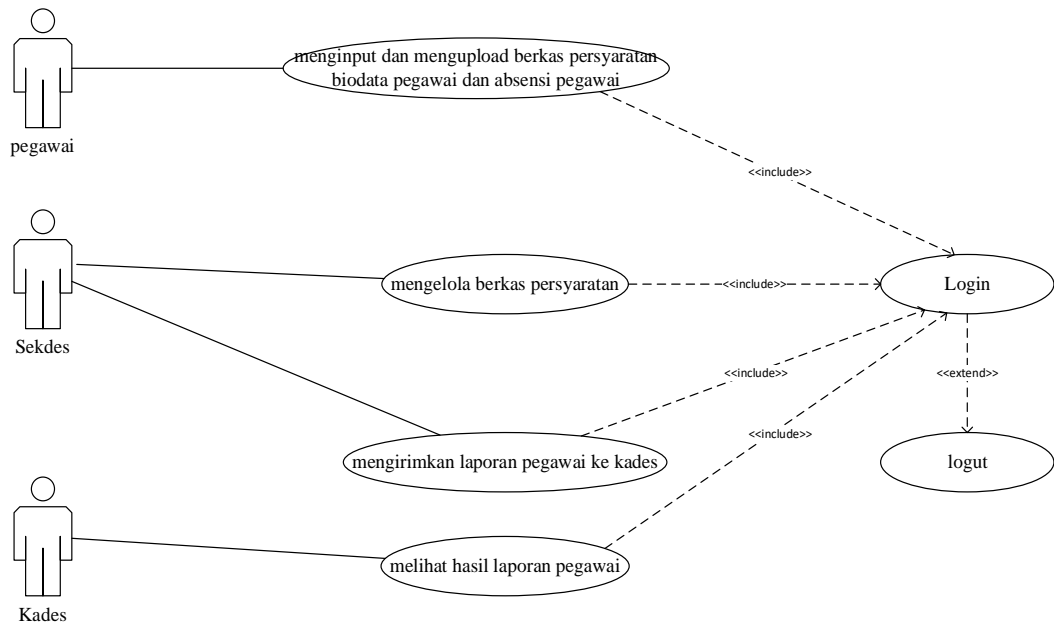 menginput dan mengupload berkas persyaratan
biodata pegawai dan absensi pegawai
pegawai
<<include>>
Sekdes
mengelola berkas persyaratan
<<include>>
Login
<<include>>
<<extend>>
<<include>>
mengirimkan laporan pegawai ke kades
logut
Kades
melihat hasil laporan pegawai